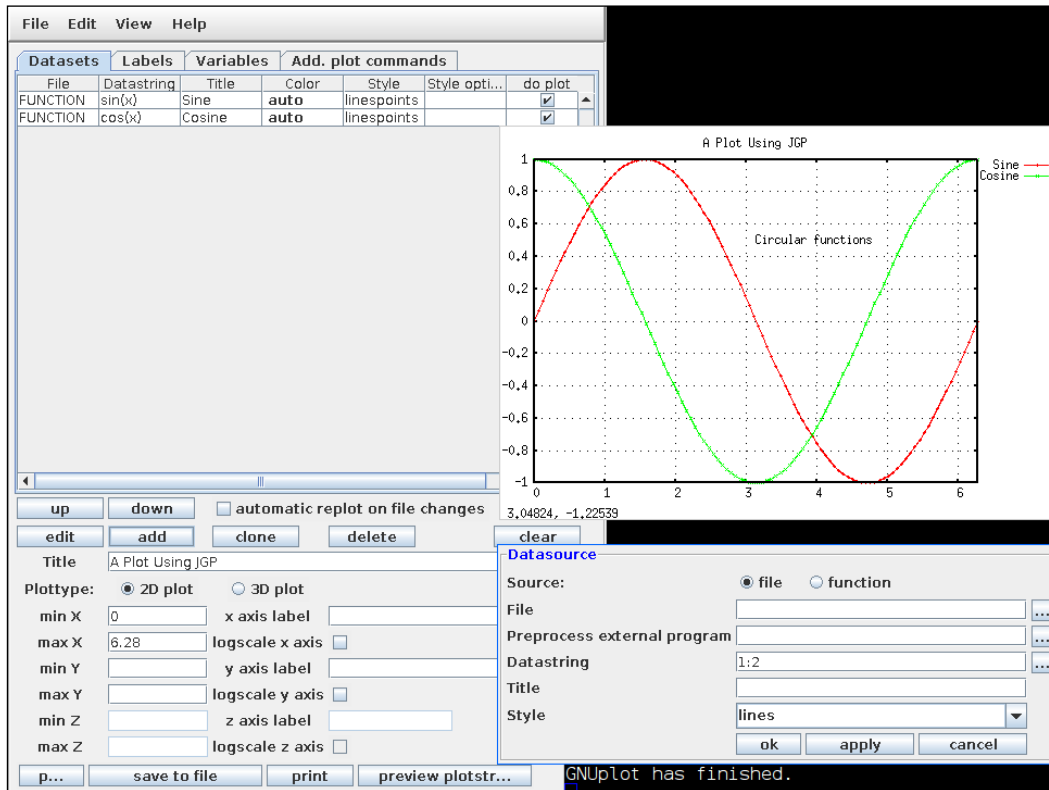 File Edit View Help
Datasets Labels Variables Add. plot commands
File Datastring Title Color Style Style opti... do plot
FUNCTION sin(x) Sine auto linespoints
FUNCTION cos(x) Cosine auto linespoints
A Plot Using JGP
1
0.8
0.6
0.4
0.2
0
-0.2
-0.4
-0.6
-0.8
-1
0 1 2 3 4 5 6
Sine
Cosine
Circular functions
3.04824, -1.22539
up down automatic replot on file changes
edit add clone delete clear
Title A Plot Using JGP
Plottype: 2D plot 3D plot
min X 0 x axis label
max X 6.28 logscale x axis
min Y y axis label
max Y logscale y axis
min Z z axis label
max Z logscale z axis
p... save to file print preview plotstr...
Datasource
Source: file function
File ...
Preprocess external program ...
Datastring 1:2 ...
Title
Style lines
ok apply cancel
GNUplot has finished.